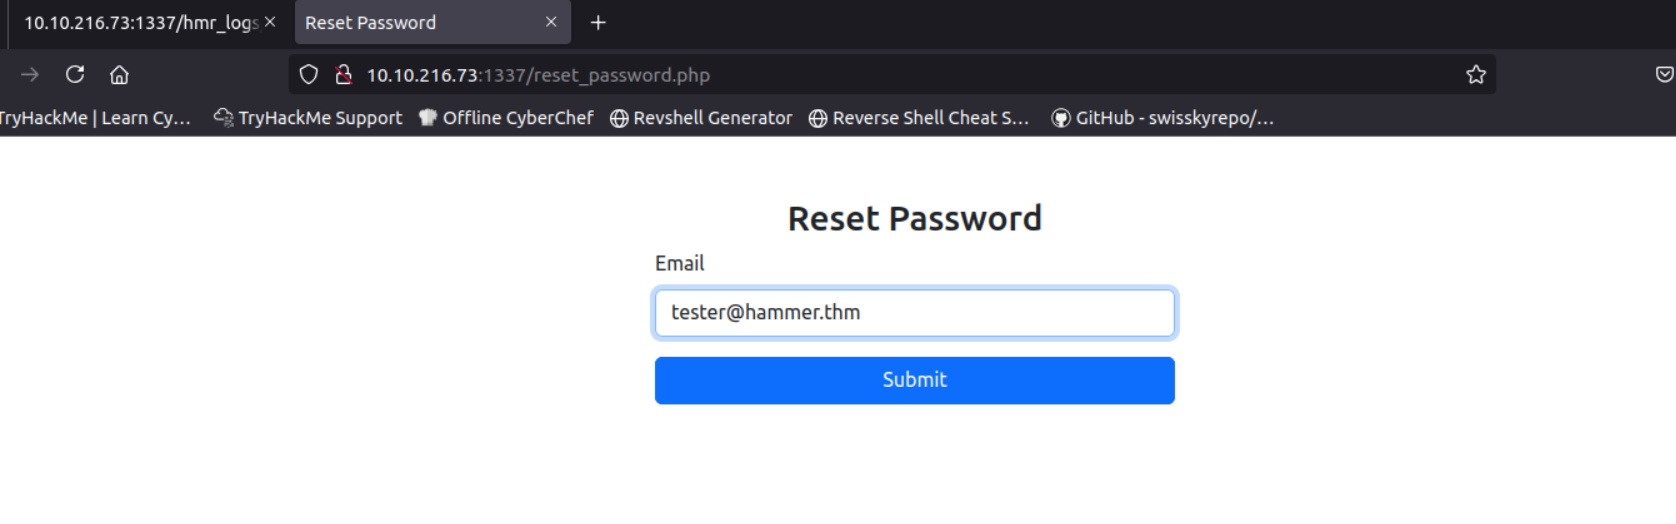 10.10.216.73:1337/hmr_logs
Reset Password
10.10.216.73:1337/reset_password.php
TryHackMe | Learn Cy...
TryHackMe Support
Offline CyberChef
Revshell Generator
Reverse Shell Cheat S...
GitHub - swisskyrepo/...
Reset Password
Email
tester@hammer.thm
Submit